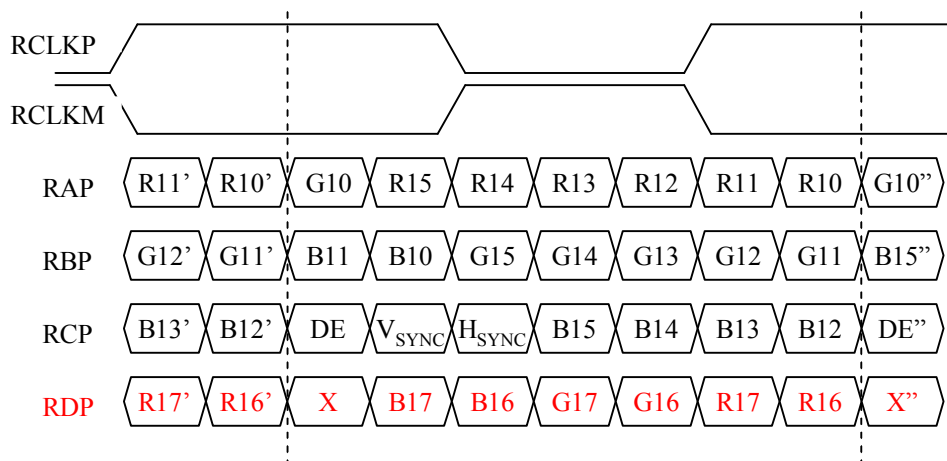 RCLKP
RCLKM
RAP R11’ R10’ G10 R15 R14 R13 R12 R11 R10 G10”
RBP G12’ G11’ B11 B10 G15 G14 G13 G12 G11 B15”
RCP B13’ B12’ DE VSYNC HSYNC B15 B14 B13 B12 DE”
RDP R17’ R16’ X B17 B16 G17 G16 R17 R16 X”